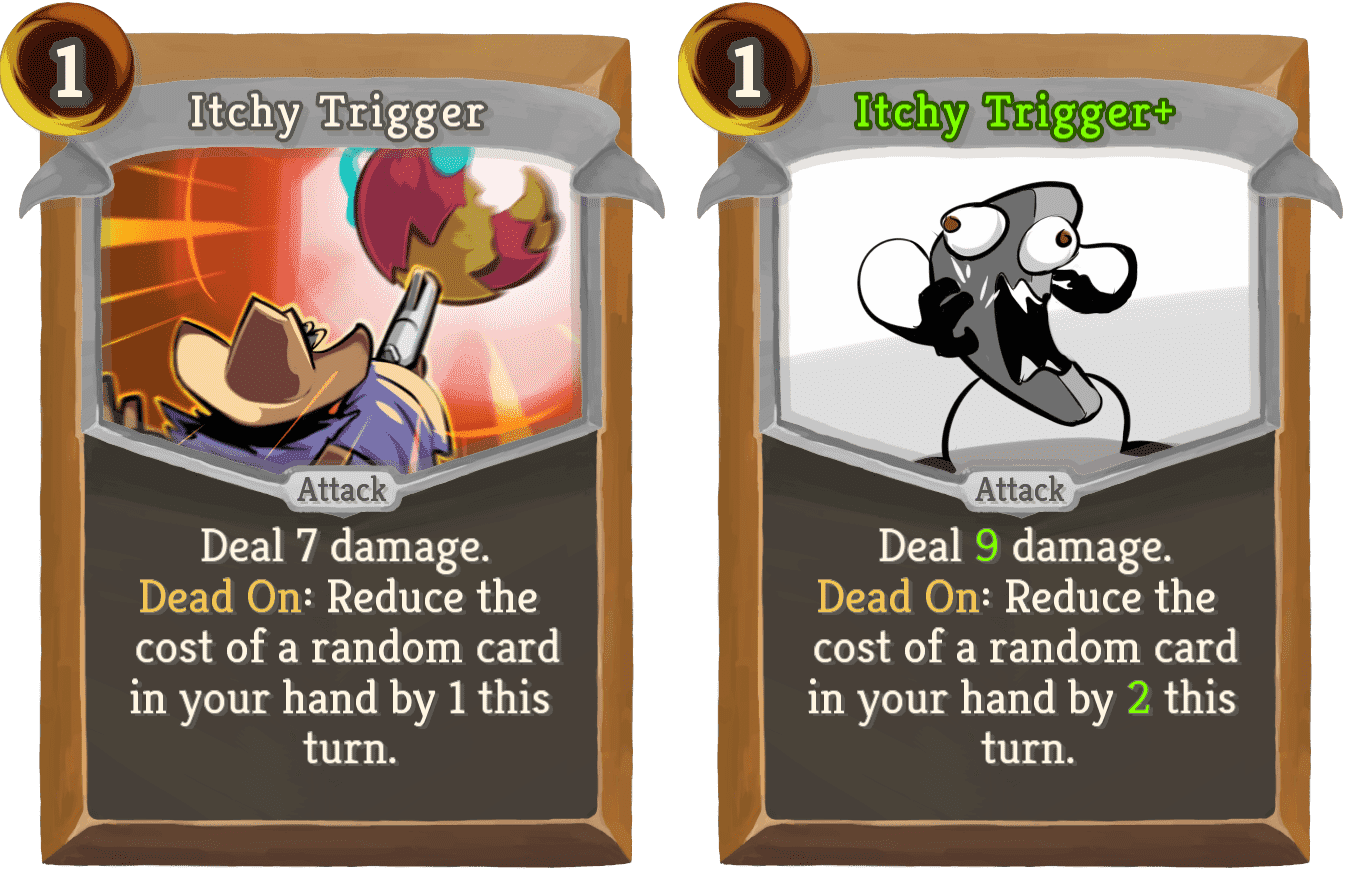 1
Itchy Trigger
Attack
Deal 7 damage.
Dead On: Reduce the
cost of a random card
in your hand by 1 this
turn.
1
Itchy Trigger+
Attack
Deal 9 damage.
Dead On: Reduce the
cost of a random card
in your hand by 2 this
turn.